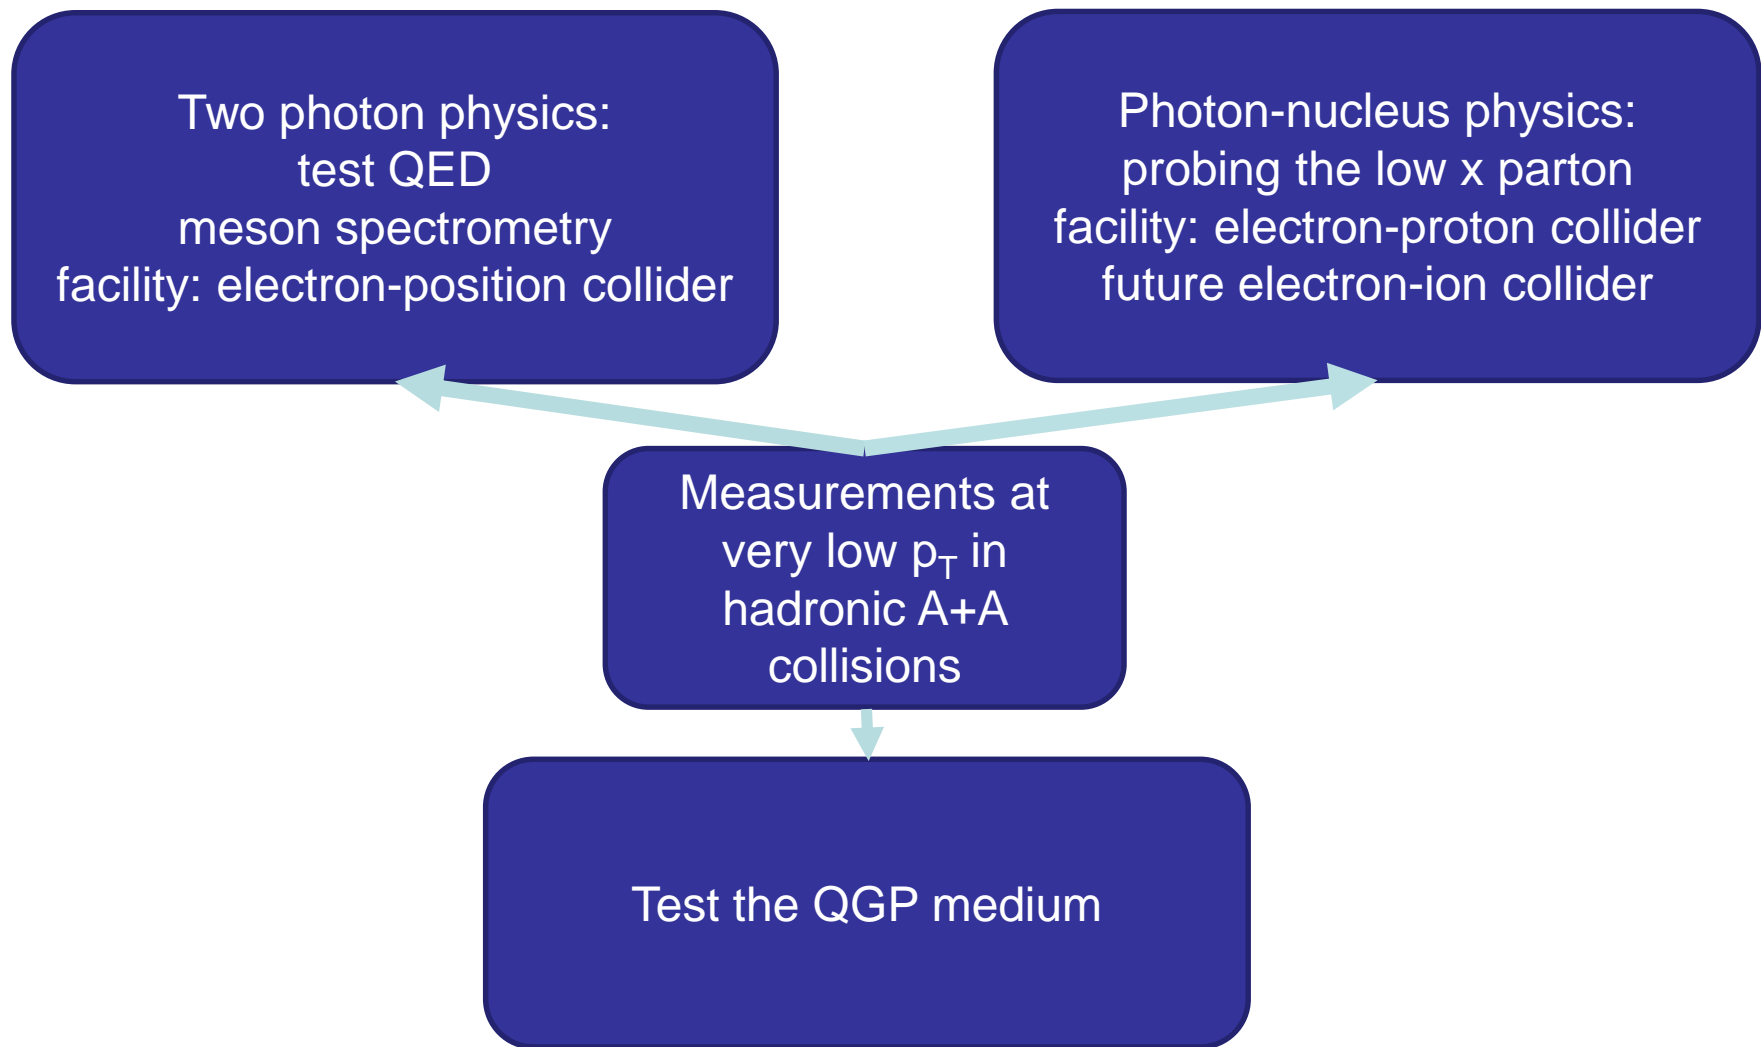 Two photon physics:
test QED
meson spectrometry
facility: electron-position collider
Photon-nucleus physics:
probing the low x parton
facility: electron-proton collider
future electron-ion collider
Measurements at
very low p_T in
hadronic A+A
collisions
Test the QGP medium